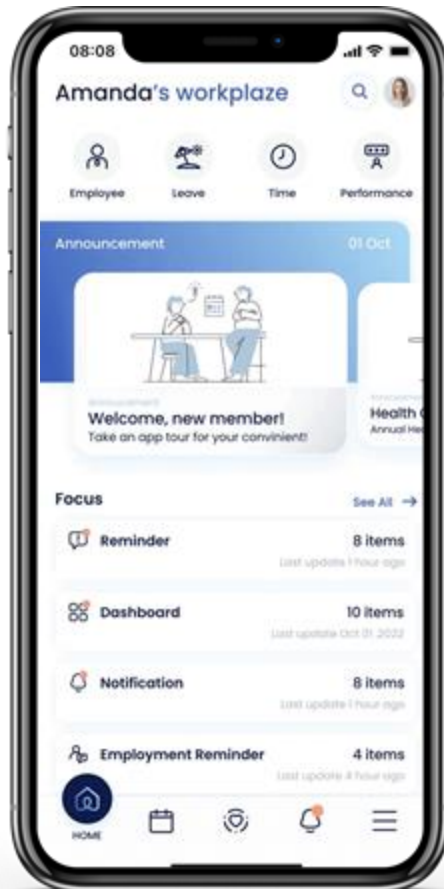 08:08
Amanda's workplaze
Employee Leave Time Performance
Announcement 01 Oct
Announcement
Welcome, new member!
Take an app tour for your convinient!
Health
Annual
Focus
See All →
Reminder 8 items
Last update 1 hour ago
Dashboard 10 items
Last update Oct 01, 2022
Notification 8 items
Last update 1 hour ago
Employment Reminder 4 items
Last update 4 hour ago
HOME